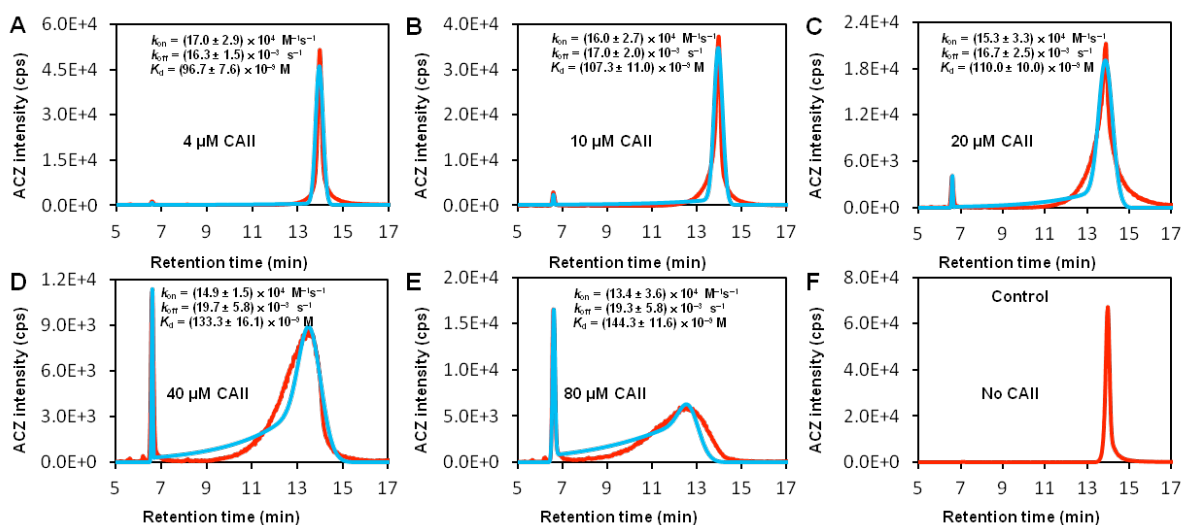 A
k_on = (17.0 ± 2.9) × 10⁴ M⁻¹s⁻¹
k_off = (16.3 ± 1.5) × 10⁻³ s⁻¹
K_d = (96.7 ± 7.6) × 10⁻⁹ M
4 µM CAII
ACZ intensity (cps)
6.0E+4
4.5E+4
3.0E+4
1.5E+4
0.0E+0
5 7 9 11 13 15 17
Retention time (min)
B
k_on = (16.0 ± 2.7) × 10⁴ M⁻¹s⁻¹
k_off = (17.0 ± 2.0) × 10⁻³ s⁻¹
K_d = (107.3 ± 11.0) × 10⁻⁹ M
10 µM CAII
ACZ intensity (cps)
4.0E+4
3.0E+4
2.0E+4
1.0E+4
0.0E+0
5 7 9 11 13 15 17
Retention time (min)
C
k_on = (15.3 ± 3.3) × 10⁴ M⁻¹s⁻¹
k_off = (16.7 ± 2.5) × 10⁻³ s⁻¹
K_d = (110.0 ± 10.0) × 10⁻⁹ M
20 µM CAII
ACZ intensity (cps)
2.4E+4
1.8E+4
1.2E+4
6.0E+3
0.0E+0
5 7 9 11 13 15 17
Retention time (min)
D
k_on = (14.9 ± 1.5) × 10⁴ M⁻¹s⁻¹
k_off = (19.7 ± 5.8) × 10⁻³ s⁻¹
K_d = (133.3 ± 16.1) × 10⁻⁹ M
40 µM CAII
ACZ intensity (cps)
1.2E+4
9.0E+3
6.0E+3
3.0E+3
0.0E+0
5 7 9 11 13 15 17
Retention time (min)
E
k_on = (13.4 ± 3.6) × 10⁴ M⁻¹s⁻¹
k_off = (19.3 ± 5.8) × 10⁻³ s⁻¹
K_d = (144.3 ± 11.6) × 10⁻⁹ M
80 µM CAII
ACZ intensity (cps)
2.0E+4
1.5E+4
1.0E+4
5.0E+3
0.0E+0
5 7 9 11 13 15 17
Retention time (min)
F
Control
No CAII
ACZ intensity (cps)
8.0E+4
6.0E+4
4.0E+4
2.0E+4
0.0E+0
5 7 9 11 13 15 17
Retention time (min)